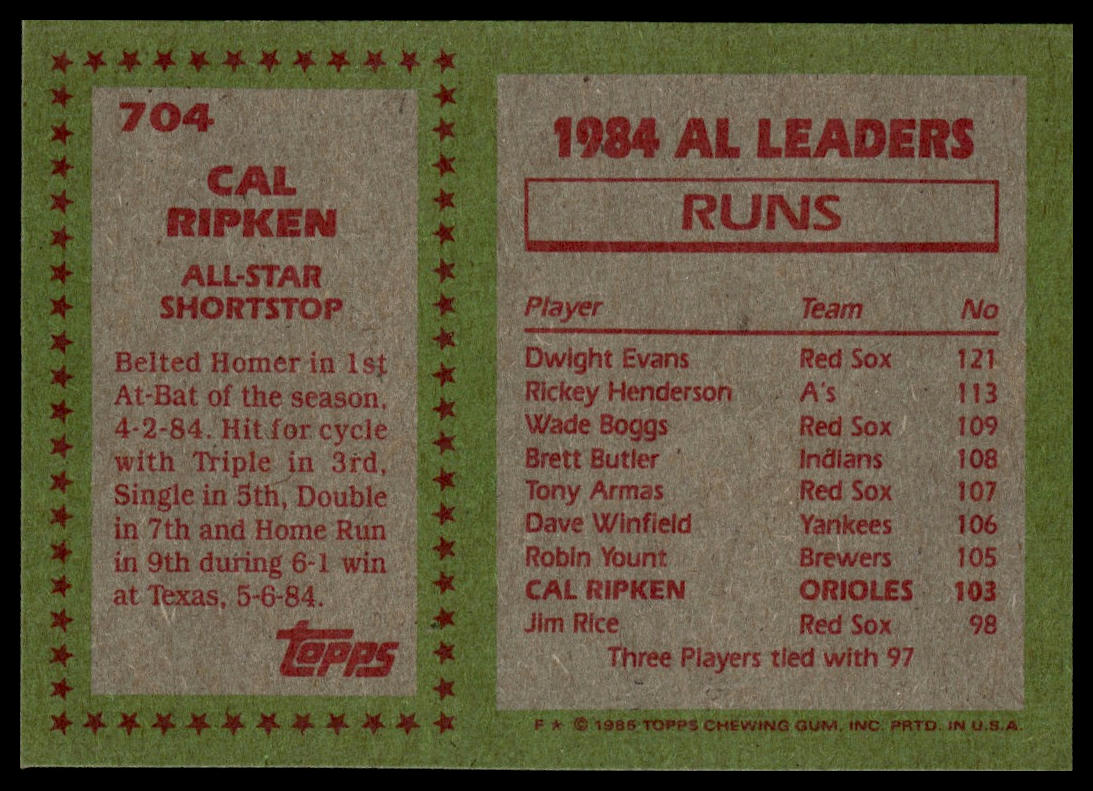 704
CAL
RIPKEN
ALL-STAR
SHORTSTOP
Belted Homer in 1st
At-Bat of the season,
4-2-84. Hit for cycle
with Triple in 3rd,
Single in 5th, Double
in 7th and Home Run
in 9th during 6-1 win
at Texas, 5-6-84.
topps
1984 AL LEADERS
RUNS
Player Team No
Dwight Evans Red Sox 121
Rickey Henderson A's 113
Wade Boggs Red Sox 109
Brett Butler Indians 108
Tony Armas Red Sox 107
Dave Winfield Yankees 106
Robin Yount Brewers 105
CAL RIPKEN ORIOLES 103
Jim Rice Red Sox 98
Three Players tied with 97
F ★ © 1985 TOPPS CHEWING GUM, INC. PRTD. IN U.S.A.